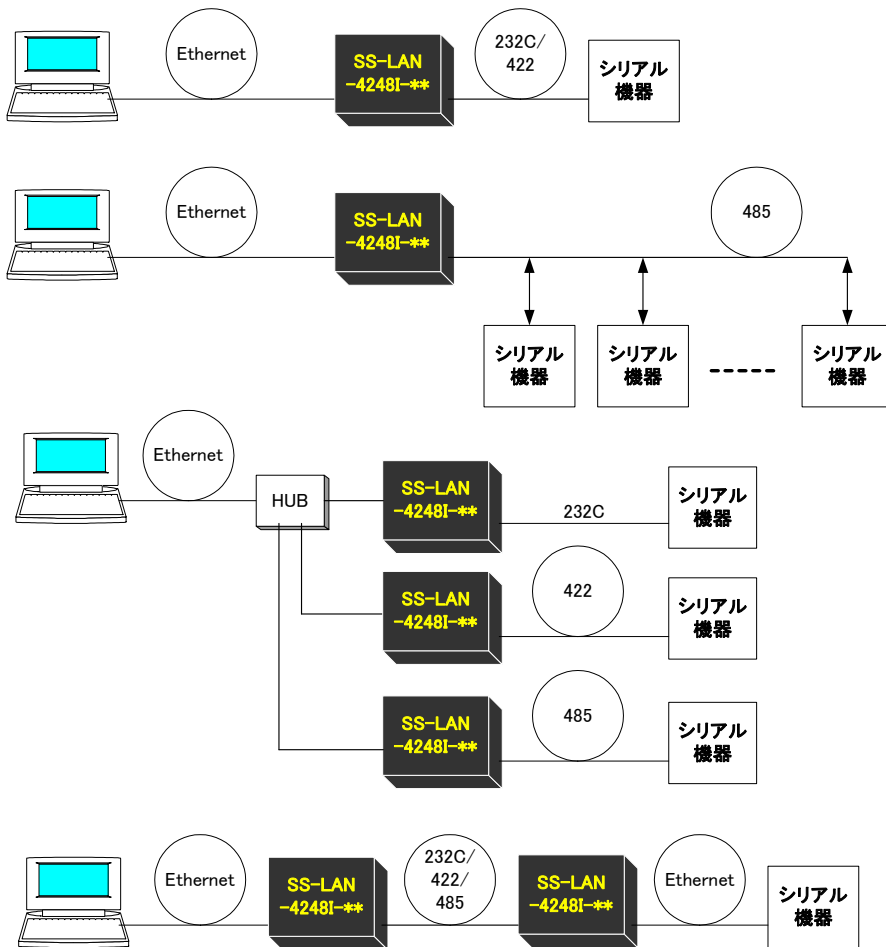 Ethernet
SS-LAN
-4248I-**
232C/
422
シリアル
機器
Ethernet
SS-LAN
-4248I-**
485
シリアル
機器
シリアル
機器
-----
シリアル
機器
Ethernet
HUB
SS-LAN
-4248I-**
232C
シリアル
機器
SS-LAN
-4248I-**
422
シリアル
機器
SS-LAN
-4248I-**
485
シリアル
機器
Ethernet
SS-LAN
-4248I-**
232C/
422/
485
SS-LAN
-4248I-**
Ethernet
シリアル
機器